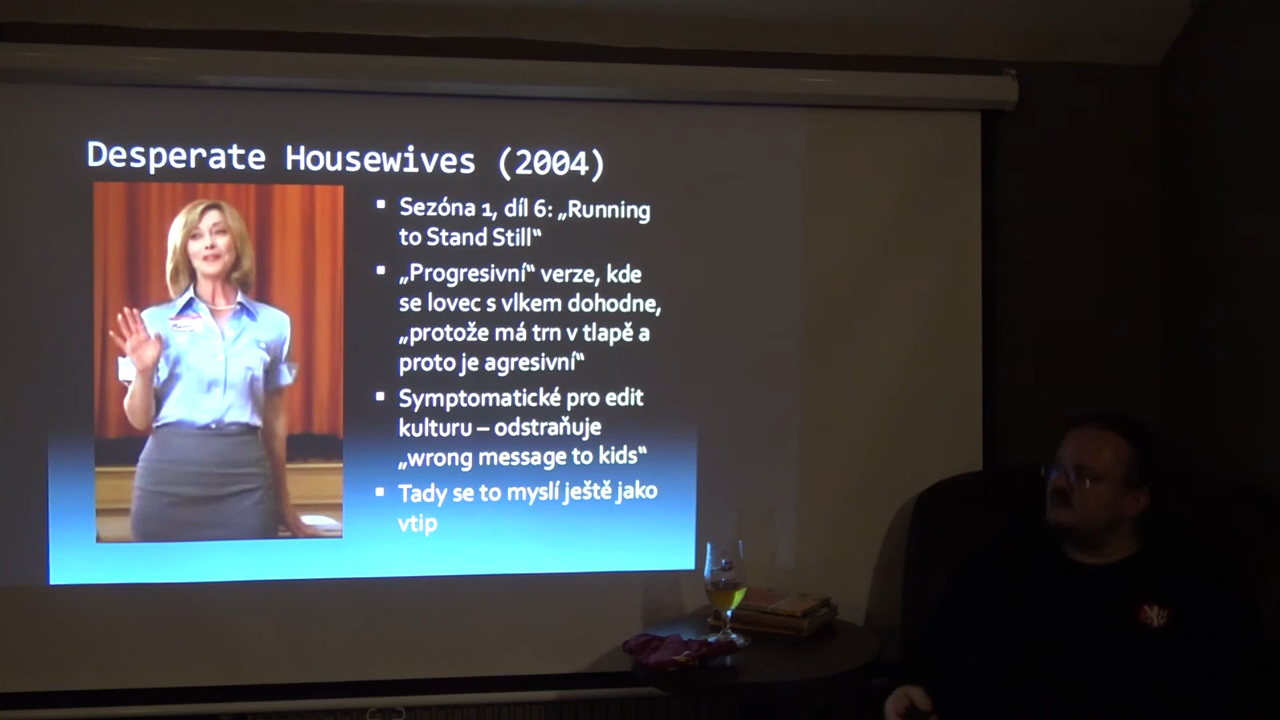 Desperate Housewives (2004)
Sezóna 1, díl 6: „Running
to Stand Still“
„Progresivní“ verze, kde
se lovec s vlkem dohodne,
„protože má trn v tlapě a
proto je agresivní“
Symptomatické pro edit
kulturu – odstraňuje
„wrong message to kids“
Tady se to myslí ještě jako
vtip